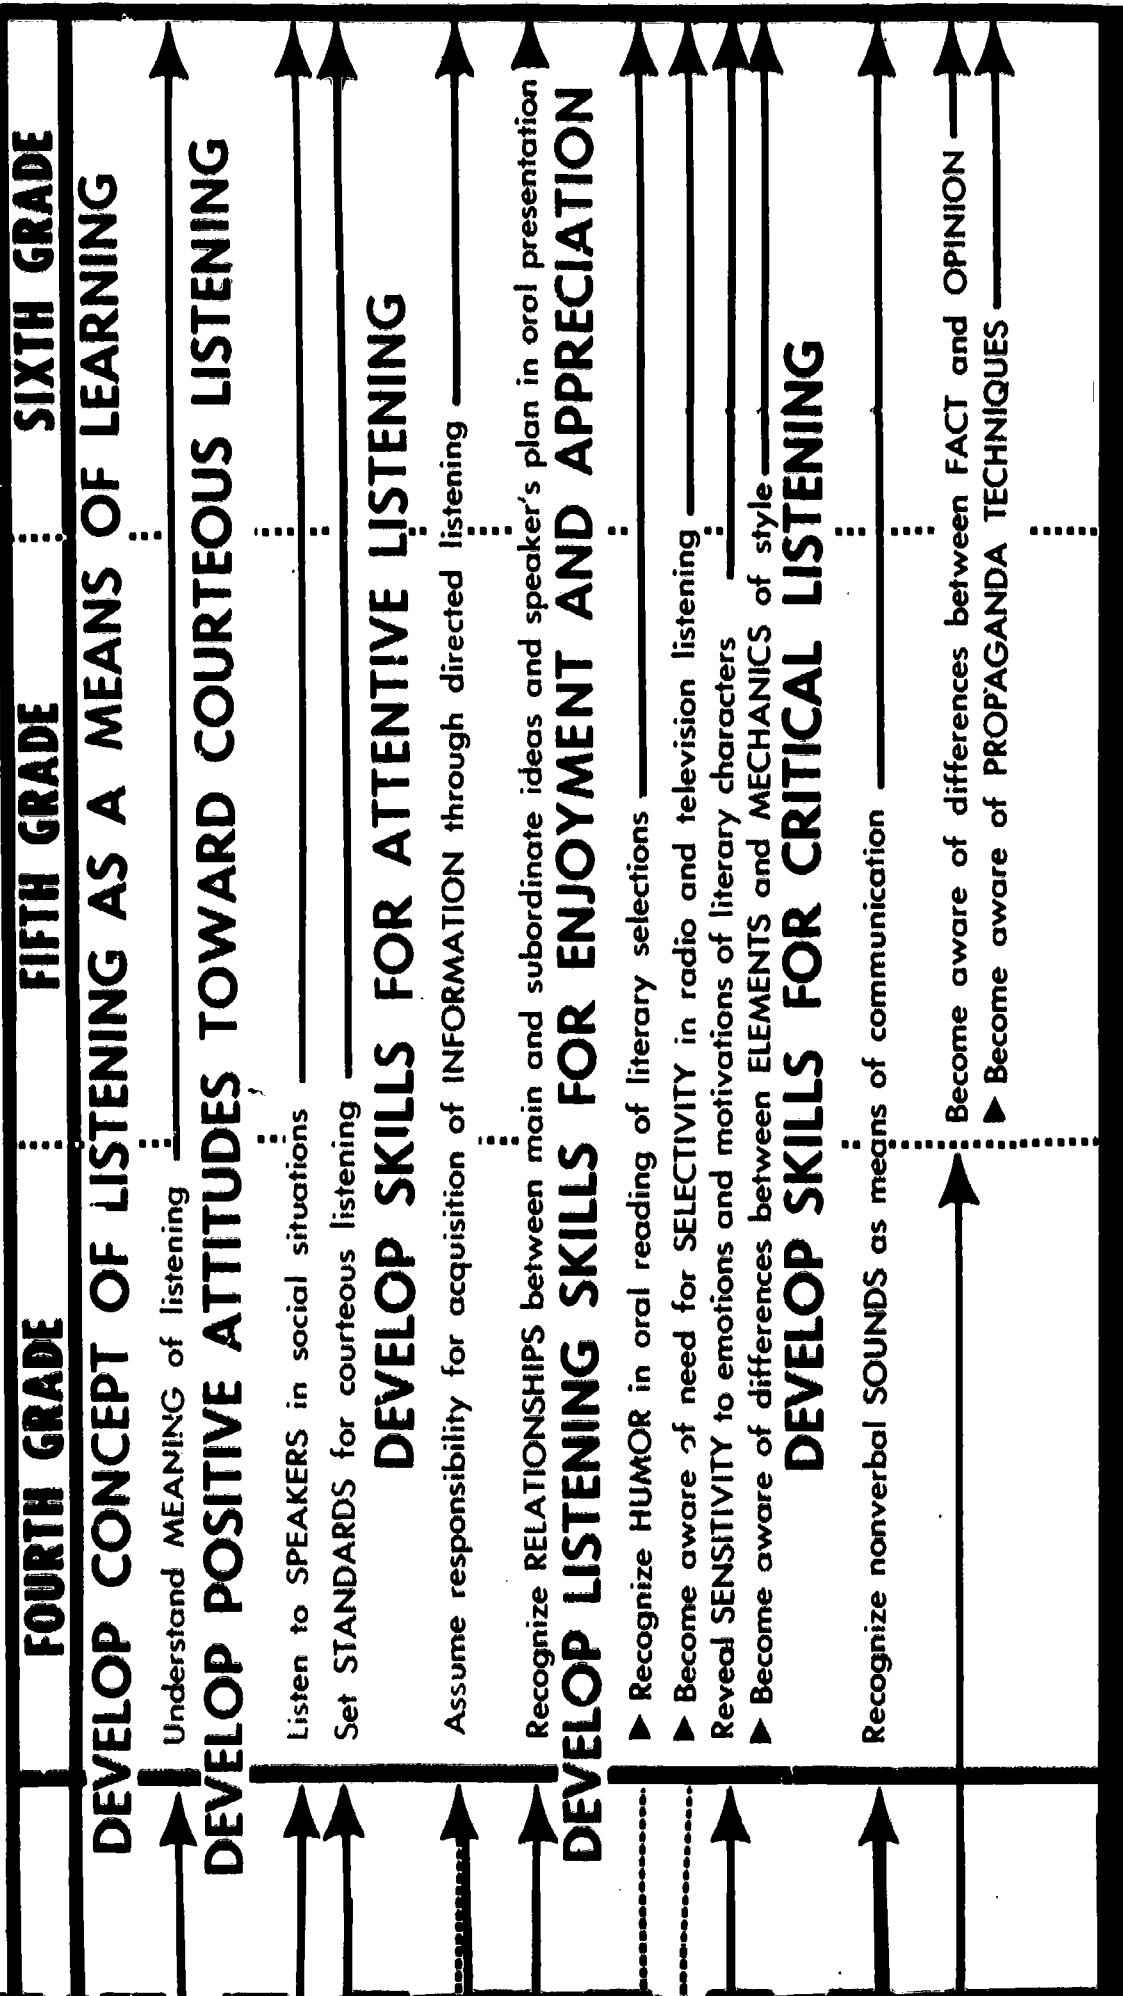 FOURTH GRADE FIFTH GRADE SIXTH GRADE
DEVELOP CONCEPT OF LISTENING AS A MEANS OF LEARNING
Understand MEANING of listening
DEVELOP POSITIVE ATTITUDES TOWARD COURTEOUS LISTENING
Listen to SPEAKERS in social situations
Set STANDARDS for courteous listening
DEVELOP SKILLS FOR ATTENTIVE LISTENING
Assume responsibility for acquisition of INFORMATION through directed listening
Recognize RELATIONSHIPS between main and subordinate ideas and speaker's plan in oral presentation
DEVELOP LISTENING SKILLS FOR ENJOYMENT AND APPRECIATION
▶ Recognize HUMOR in oral reading of literary selections
▶ Become aware of need for SELECTIVITY in radio and television listening
Reveal SENSITIVITY to emotions and motivations of literary characters
▶ Become aware of differences between ELEMENTS and MECHANICS of style
DEVELOP SKILLS FOR CRITICAL LISTENING
Recognize nonverbal SOUNDS as means of communication
Become aware of differences between FACT and OPINION
▶ Become aware of PROPAGANDA TECHNIQUES